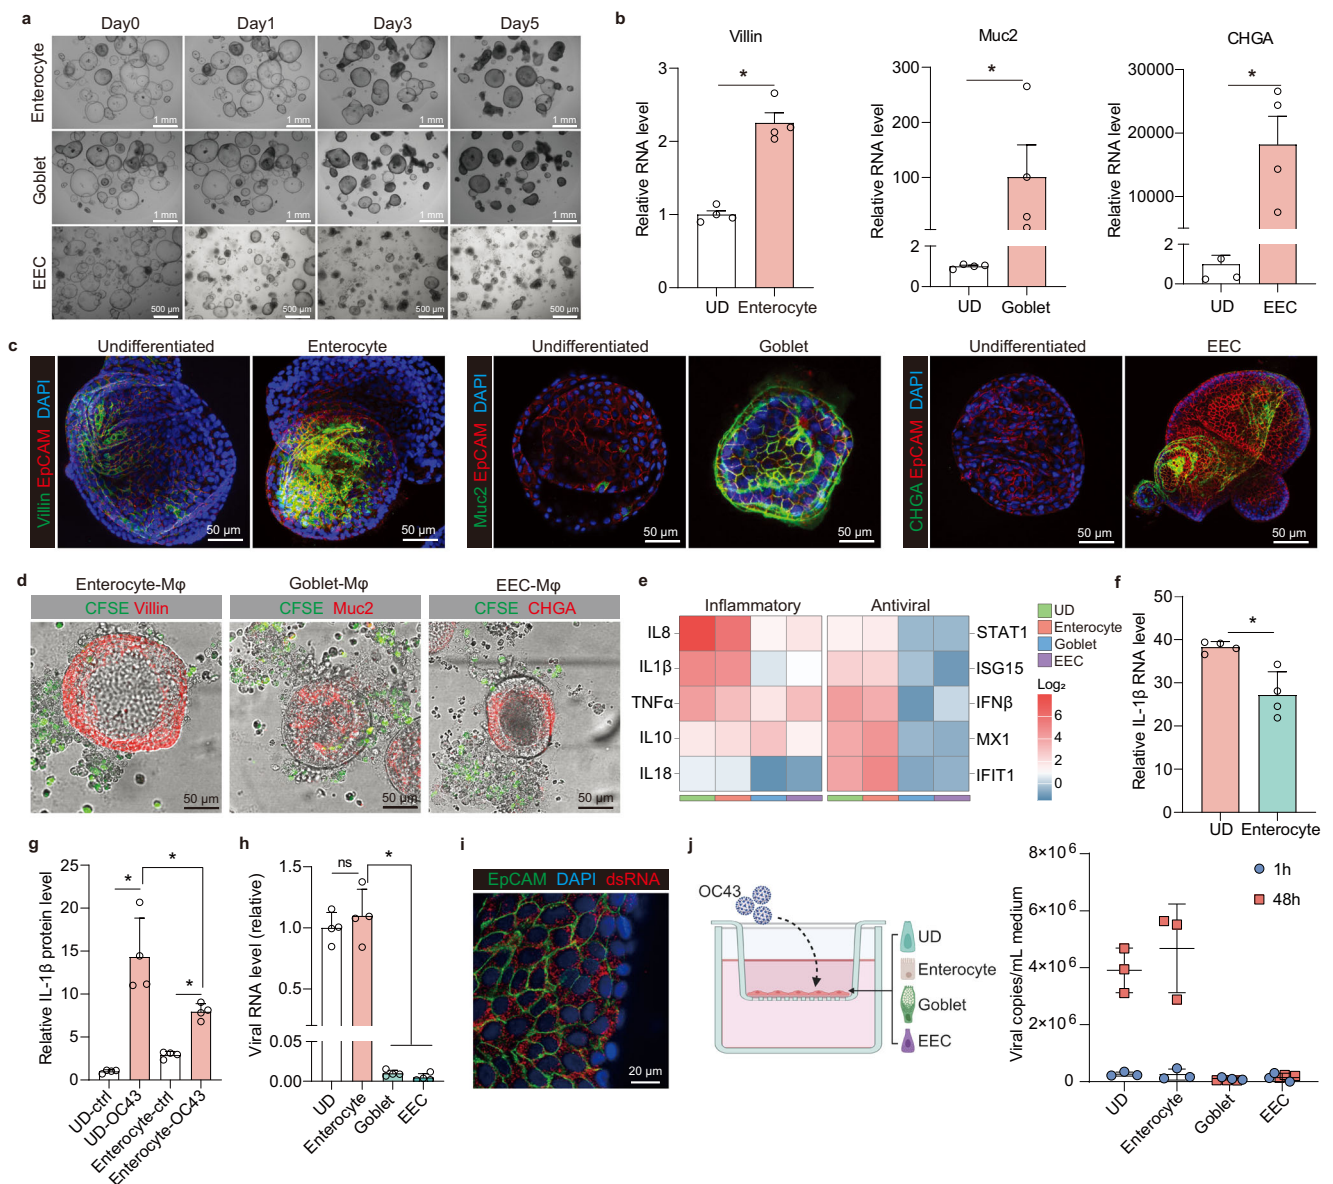 a
Day0 Day1 Day3 Day5
Enterocyte
1 mm 1 mm 1 mm 1 mm
Goblet
1 mm 1 mm 1 mm 1 mm
EEC
500 μm 500 μm 500 μm 500 μm
b
Villin
Relative RNA level
3
2
1
0
*
UD Enterocyte
Muc2
Relative RNA level
300
200
100
2
0
*
UD Goblet
CHGA
Relative RNA level
30000
20000
10000
2
0
*
UD EEC
c
Undifferentiated Enterocyte
Villin EpCAM DAPI
50 μm 50 μm
Undifferentiated Goblet
Muc2 EpCAM DAPI
50 μm 50 μm
Undifferentiated EEC
CHGA EpCAM DAPI
50 μm 50 μm
d
Enterocyte-Mφ Goblet-Mφ EEC-Mφ
CFSE Villin CFSE Muc2 CFSE CHGA
50 μm 50 μm 50 μm
e
Inflammatory Antiviral
IL8 STAT1
IL1β ISG15
TNFα IFNβ
IL10 MX1
IL18 IFIT1
UD
Enterocyte
Goblet
EEC
Log₂
6
4
2
0
f
Relative IL-1β RNA level
50
40
30
20
10
0
*
UD Enterocyte
g
Relative IL-1β protein level
25
20
15
10
5
0
* * *
UD-ctrl
UD-OC43
Enterocyte-ctrl
Enterocyte-OC43
h
Viral RNA level (relative)
1.5
1.0
0.5
0.05
0.00
ns *
UD
Enterocyte
Goblet
EEC
i
EpCAM DAPI dsRNA
20 μm
j
OC43
UD
Enterocyte
Goblet
EEC
Viral copies/mL medium
8×10⁶
6×10⁶
4×10⁶
2×10⁶
0
1h
48h
UD
Enterocyte
Goblet
EEC